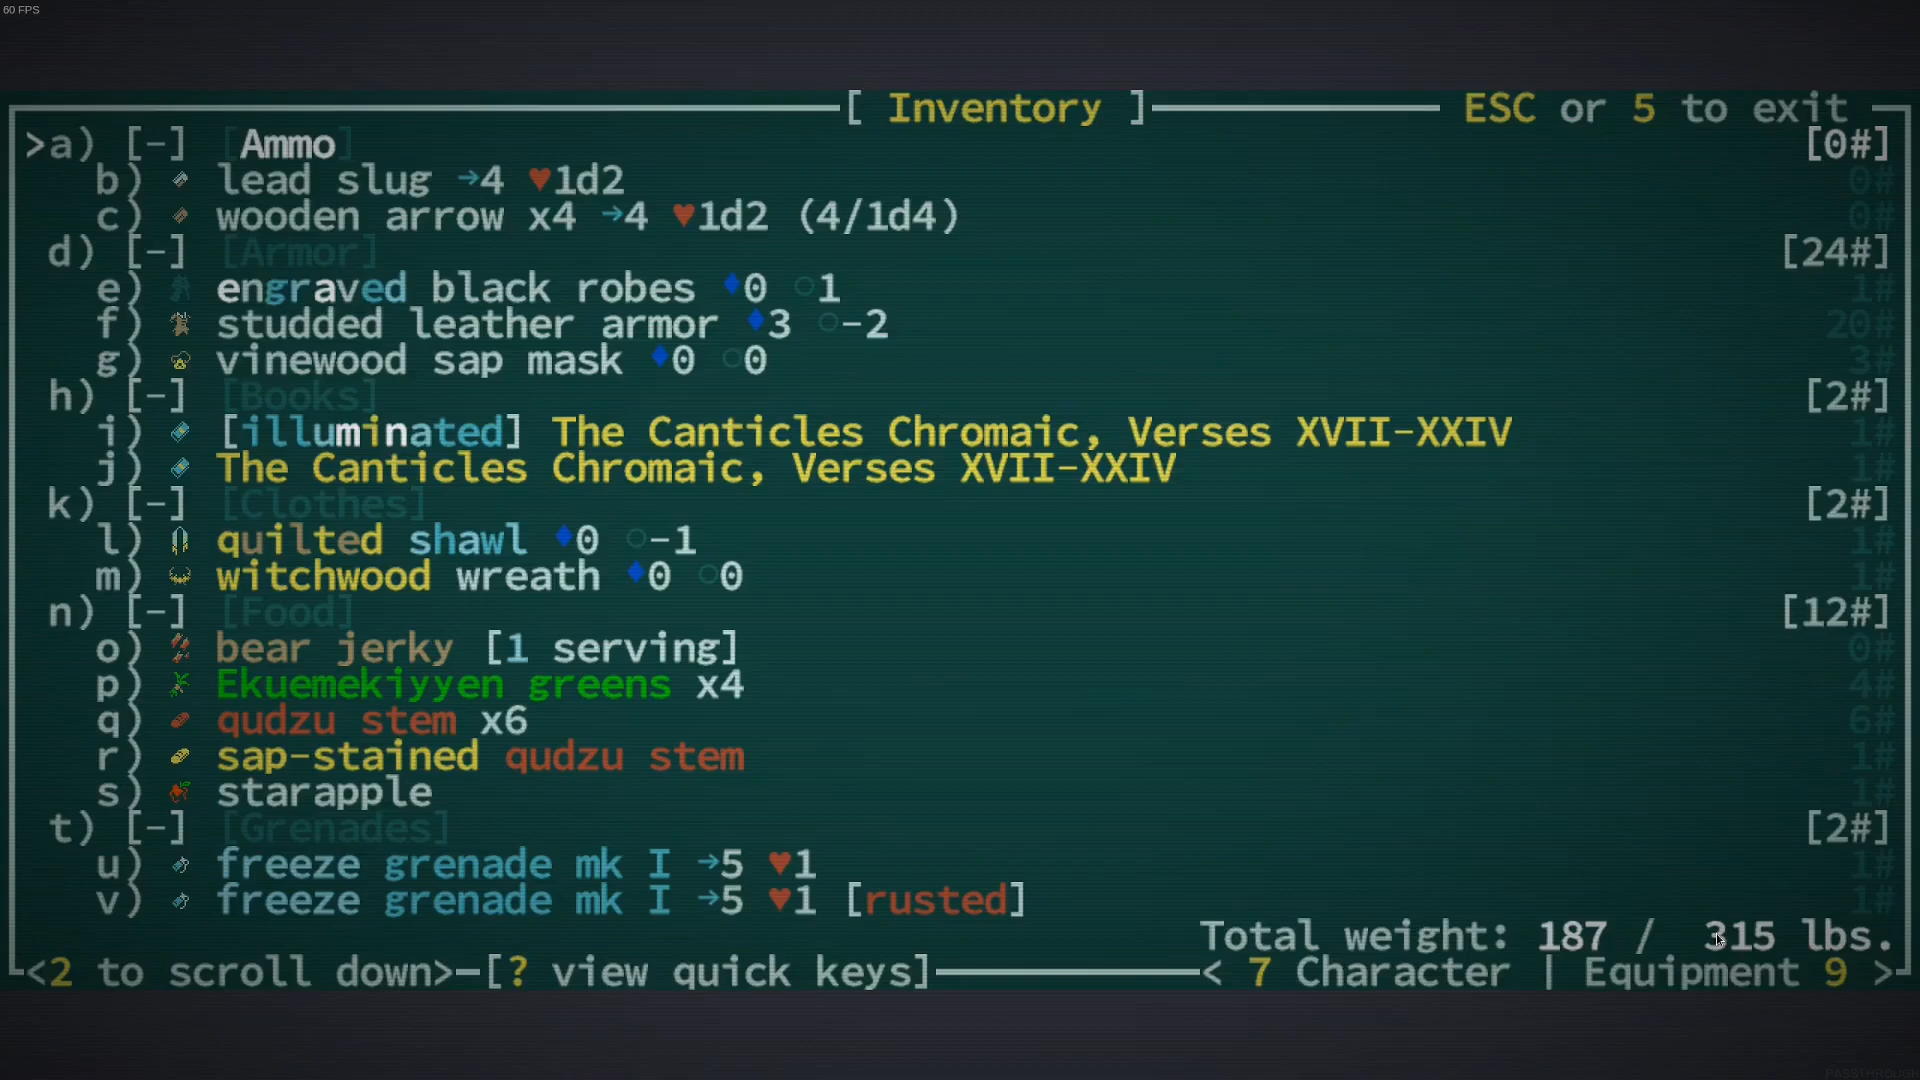 60 FPS
[ Inventory ] ESC or 5 to exit
>a) [-] [Ammo] [0#]
b) lead slug →4 ♥1d2 0#
c) wooden arrow x4 →4 ♥1d2 (4/1d4) 0#
d) [-] [Armor] [24#]
e) engraved black robes ♦0 ○1 1#
f) studded leather armor ♦3 ○-2 20#
g) vinewood sap mask ♦0 ○0 3#
h) [-] [Books] [2#]
i) [illuminated] The Canticles Chromaic, Verses XVII-XXIV 1#
j) The Canticles Chromaic, Verses XVII-XXIV 1#
k) [-] [Clothes] [2#]
l) quilted shawl ♦0 ○-1 1#
m) witchwood wreath ♦0 ○0 1#
n) [-] [Food] [12#]
o) bear jerky [1 serving] 0#
p) Ekuemekiyyen greens x4 4#
q) qudzu stem x6 6#
r) sap-stained qudzu stem 1#
s) starapple 1#
t) [-] [Grenades] [2#]
u) freeze grenade mk I →5 ♥1 1#
v) freeze grenade mk I →5 ♥1 [rusted] 1#
Total weight: 187 / 315 lbs.
<2 to scroll down> [? view quick keys] < 7 Character | Equipment 9 >
PASSTHROUGH